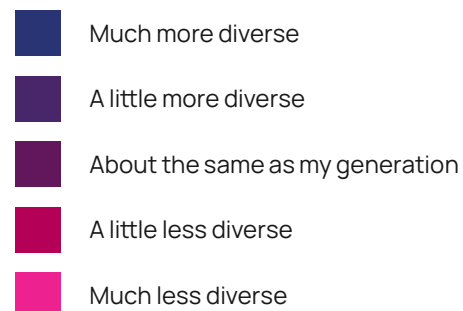 Much more diverse
A little more diverse
About the same as my generation
A little less diverse
Much less diverse